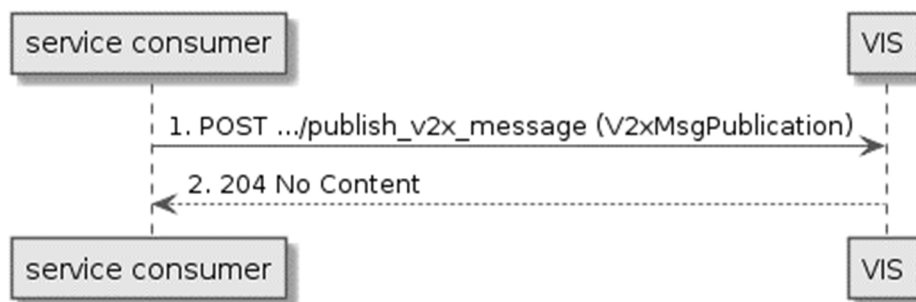 service consumer
VIS
1. POST .../publish_v2x_message (V2xMsgPublication)
2. 204 No Content
service consumer
VIS